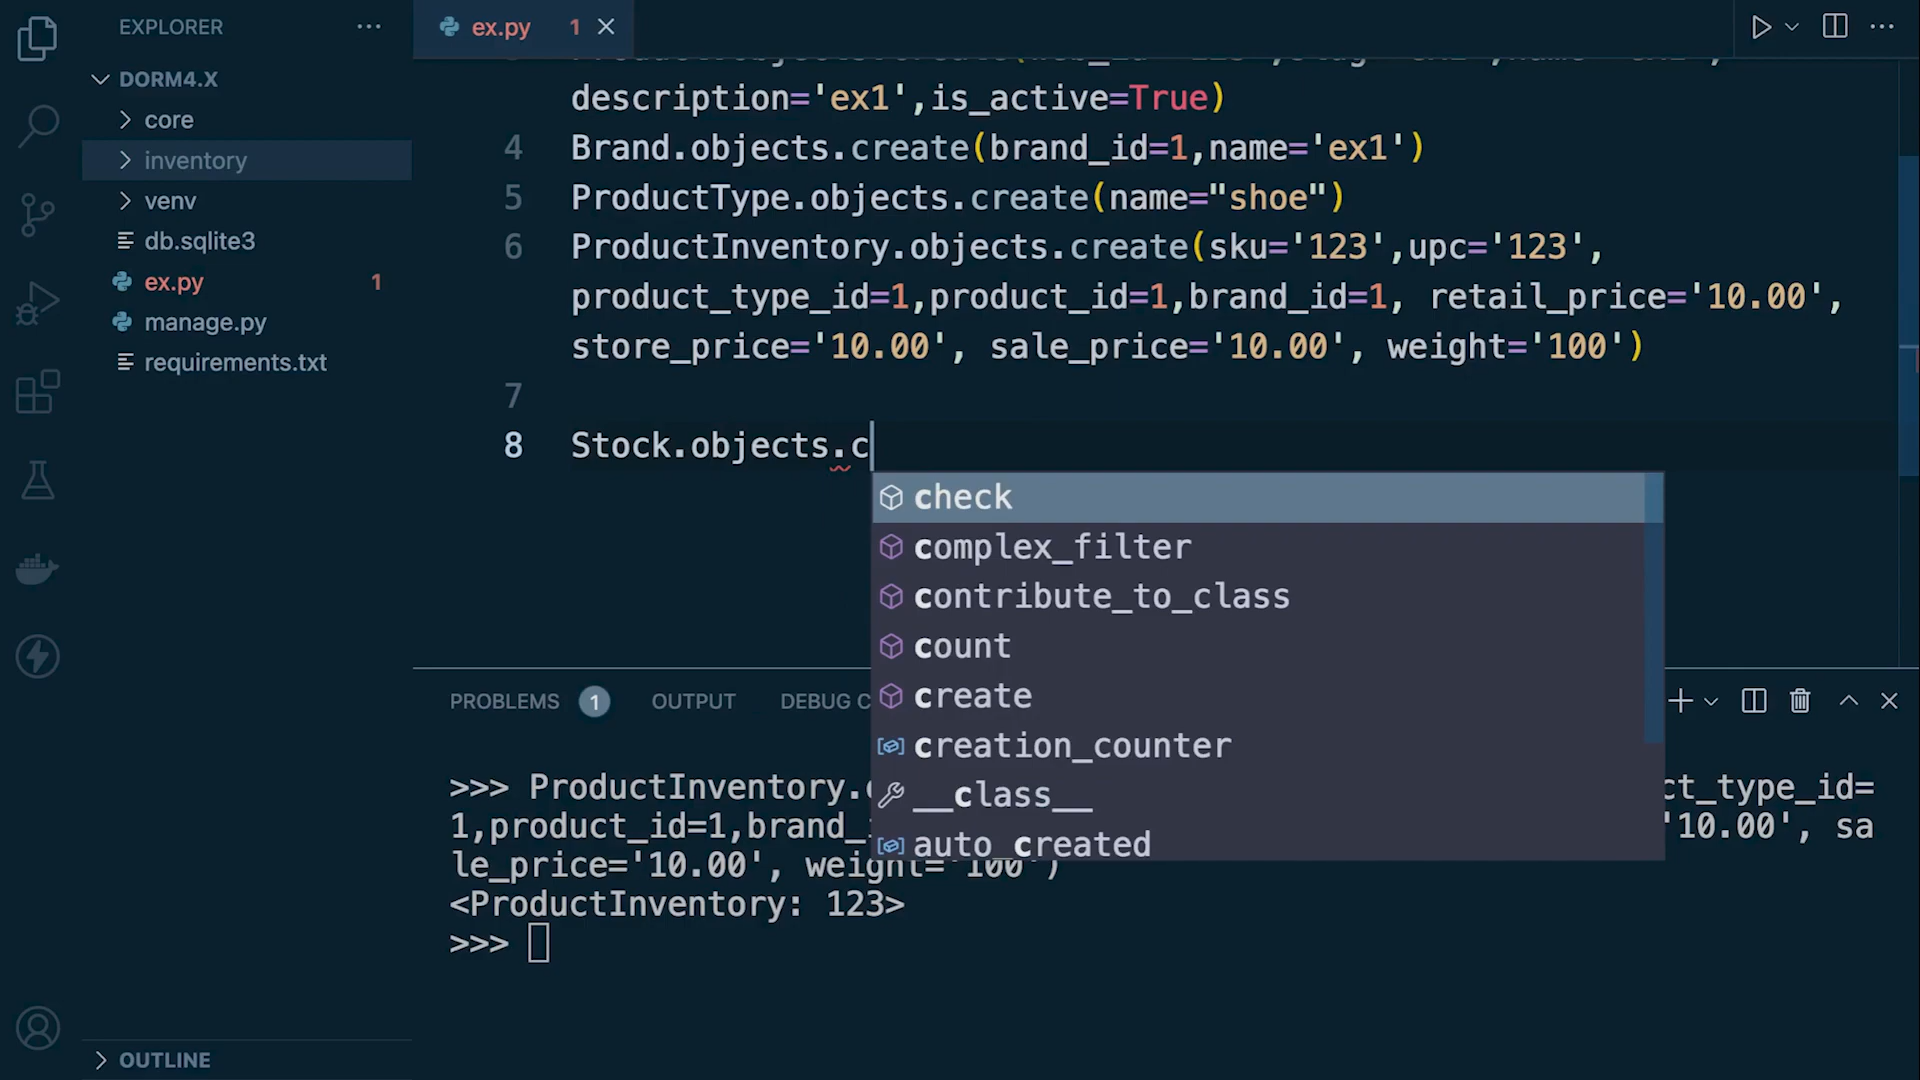 EXPLORER
DORM4.X
core
inventory
venv
db.sqlite3
ex.py 1
manage.py
requirements.txt
OUTLINE
ex.py 1
description='ex1',is_active=True)
4 Brand.objects.create(brand_id=1,name='ex1')
5 ProductType.objects.create(name="shoe")
6 ProductInventory.objects.create(sku='123',upc='123',
product_type_id=1,product_id=1,brand_id=1, retail_price='10.00',
store_price='10.00', sale_price='10.00', weight='100')
7
8 Stock.objects.c
check
complex_filter
contribute_to_class
count
create
creation_counter
__class__
auto_created
PROBLEMS 1 OUTPUT DEBUG C
>>> ProductInventory. ct_type_id=
1,product_id=1,brand_ '10.00', sa
le_price='10.00', weight='100')
<ProductInventory: 123>
>>>